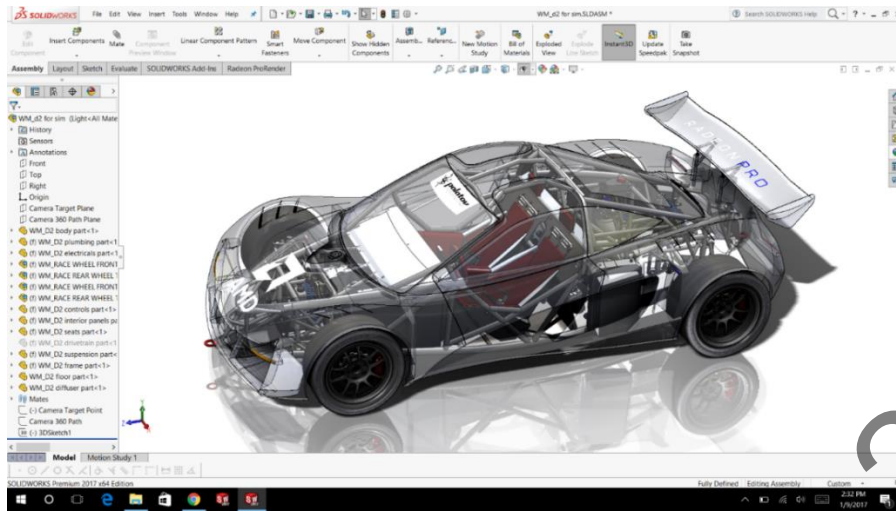 SOLIDWORKS File Edit View Insert Tools Window Help WM_d2 for sim.SLDASM * Search SOLIDWORKS Help
Edit Component Insert Components Mate Component Preview Window Linear Component Pattern Smart Fasteners Move Component Show Hidden Components Assemb... Referenc... New Motion Study Bill of Materials Exploded View Explode Line Sketch Instant3D Update Speedpak Take Snapshot
Assembly Layout Sketch Evaluate SOLIDWORKS Add-Ins Radeon ProRender
WM_d2 for sim (Light<All Mate
History
Sensors
Annotations
Front
Top
Right
Origin
Camera Target Plane
Camera 360 Path Plane
WM_D2 body part<1>
(f) WM_D2 plumbing part<1
(f) WM_D2 electricals part<1
(f) WM_RACE WHEEL FRONT
(f) WM_RACE REAR WHEEL
(f) WM_RACE WHEEL FRONT
(f) WM_RACE REAR WHEEL
(f) WM_D2 controls part<1>
(f) WM_D2 interior panels pa
(f) WM_D2 seats part<1>
(f) WM_D2 drivetrain part<1
(f) WM_D2 suspension part<
(f) WM_D2 frame part<1>
WM_D2 floor part<1>
WM_D2 diffuser part<1>
Mates
(-) Camera Target Point
Camera 360 Path
(-) 3DSketch1
RADEON PRO
palatov
AMD
Model Motion Study 1
SOLIDWORKS Premium 2017 x64 Edition Fully Defined Editing Assembly Custom
2:32 PM
1/9/2017